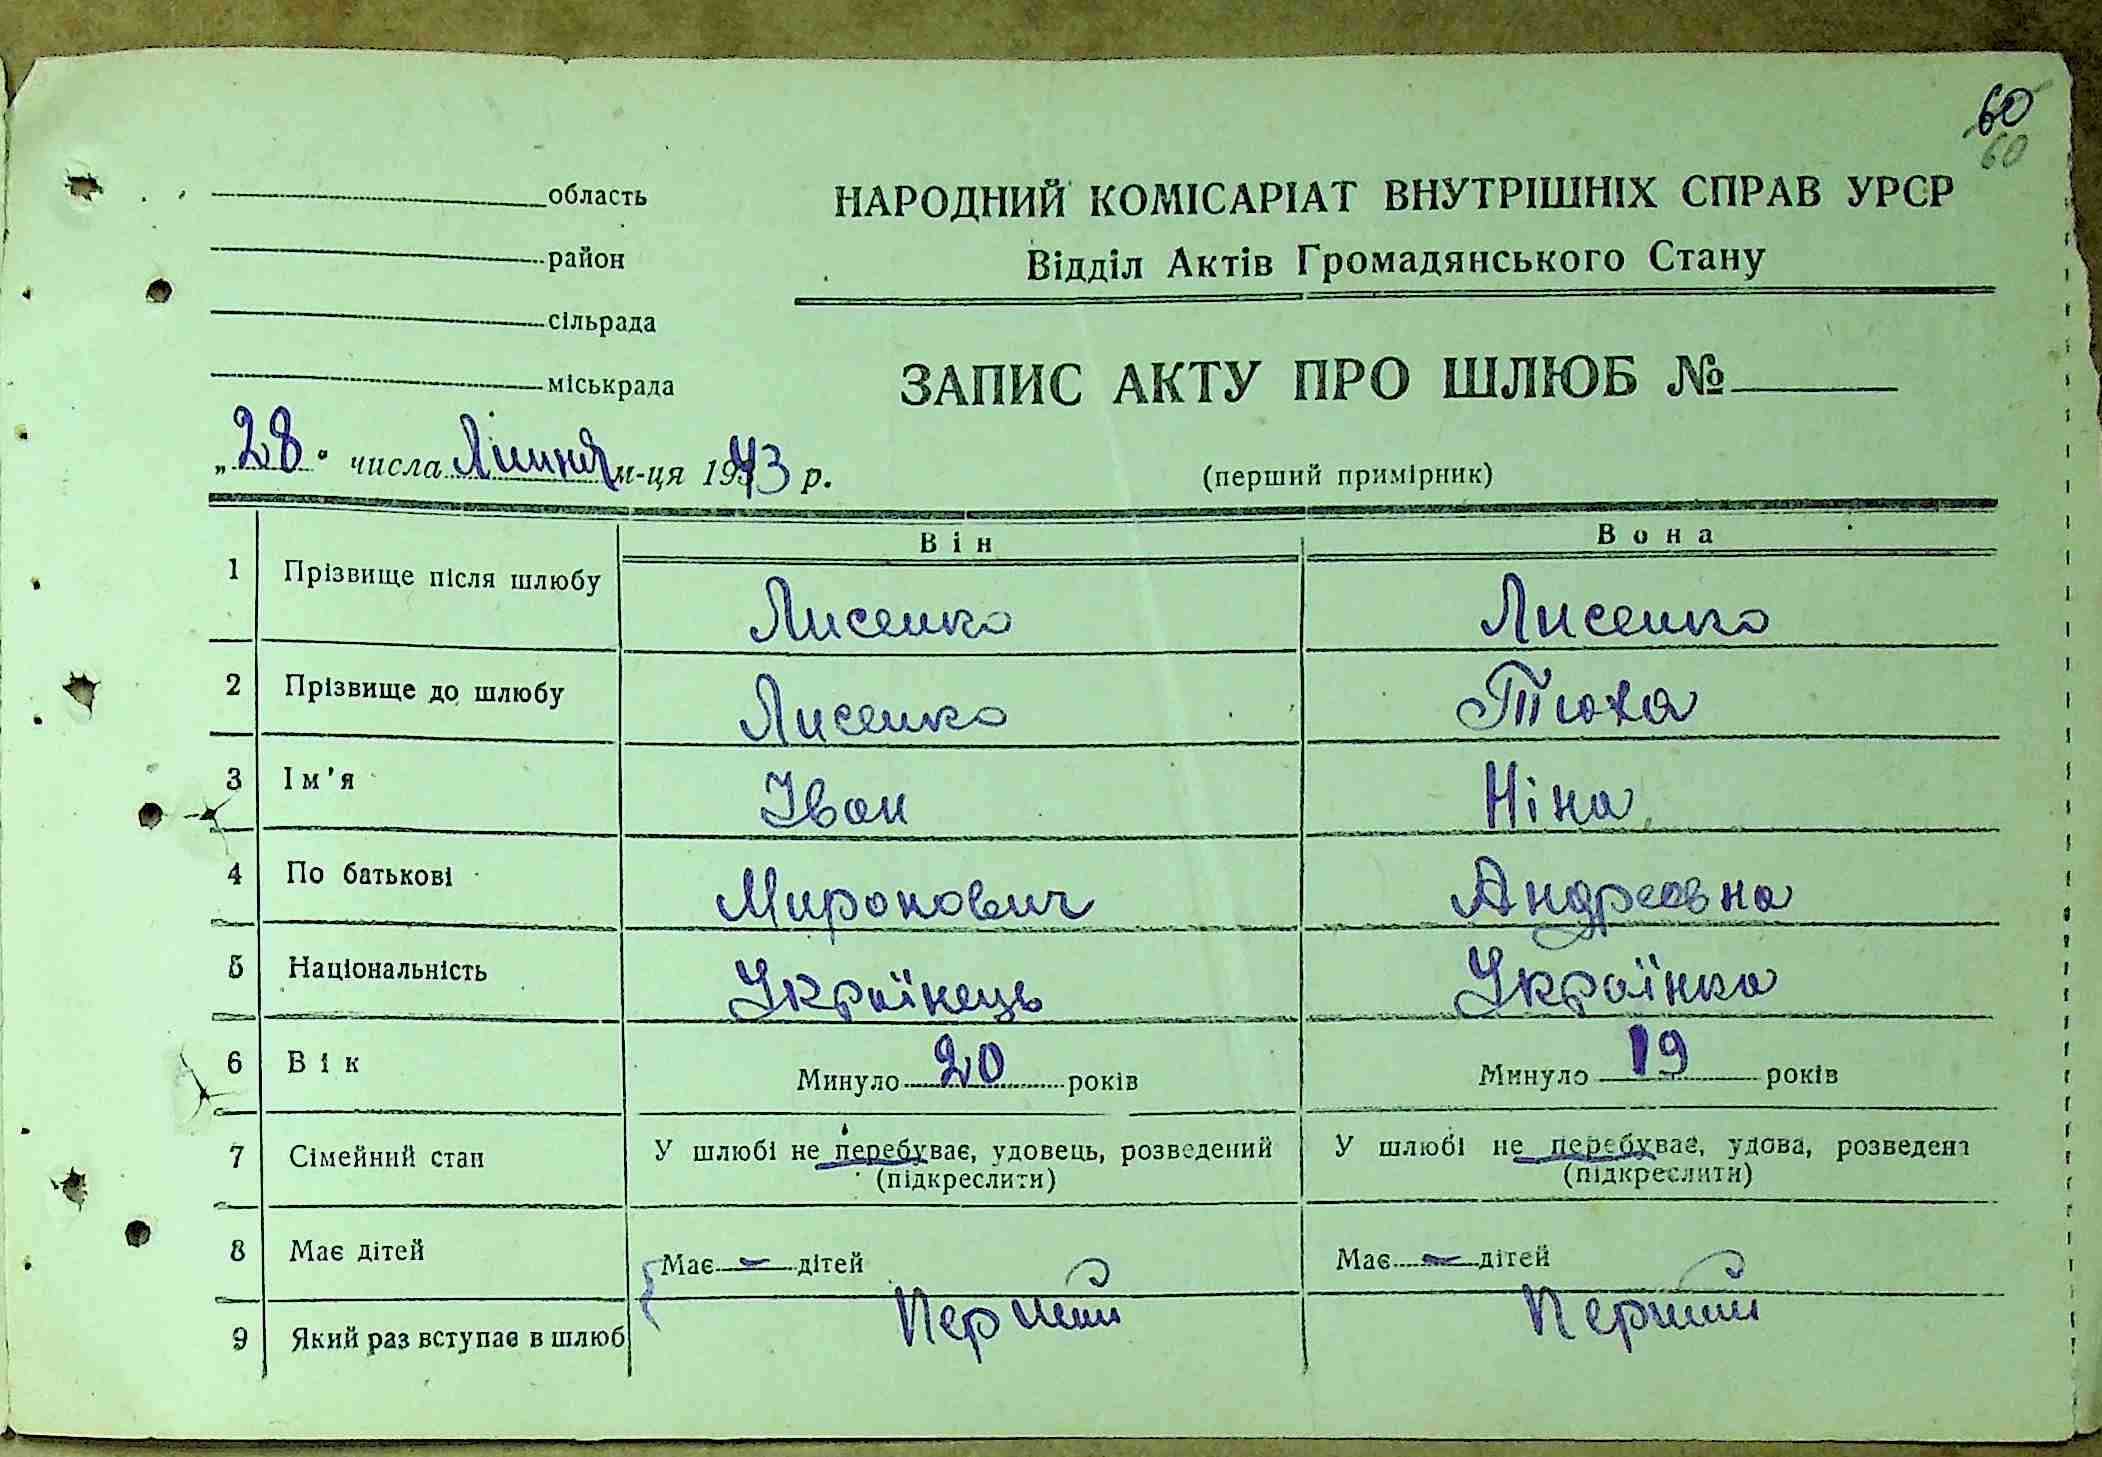 60
60
область
район
сільрада
міськрада
НАРОДНИЙ КОМІСАРІАТ ВНУТРІШНІХ СПРАВ УРСР
Відділ Актів Громадянського Стану
ЗАПИС АКТУ ПРО ШЛЮБ №
„28" числа Липня м-ця 1943 р.
(перший примірник)
Він Вона
1 Прізвище після шлюбу Лисенко Лисенко
2 Прізвище до шлюбу Лисенко Тюха
3 Ім'я Іван Ніна
4 По батькові Миронович Андреевна
5 Національність Українець Українка
6 Вік Минуло 20 років Минуло 19 років
7 Сімейний стан У шлюбі не перебуває, удовець, розведений У шлюбі не перебуває, удова, розведена
(підкреслити) (підкреслити)
8 Має дітей Має — дітей Має — дітей
9 Який раз вступає в шлюб Перший Перший